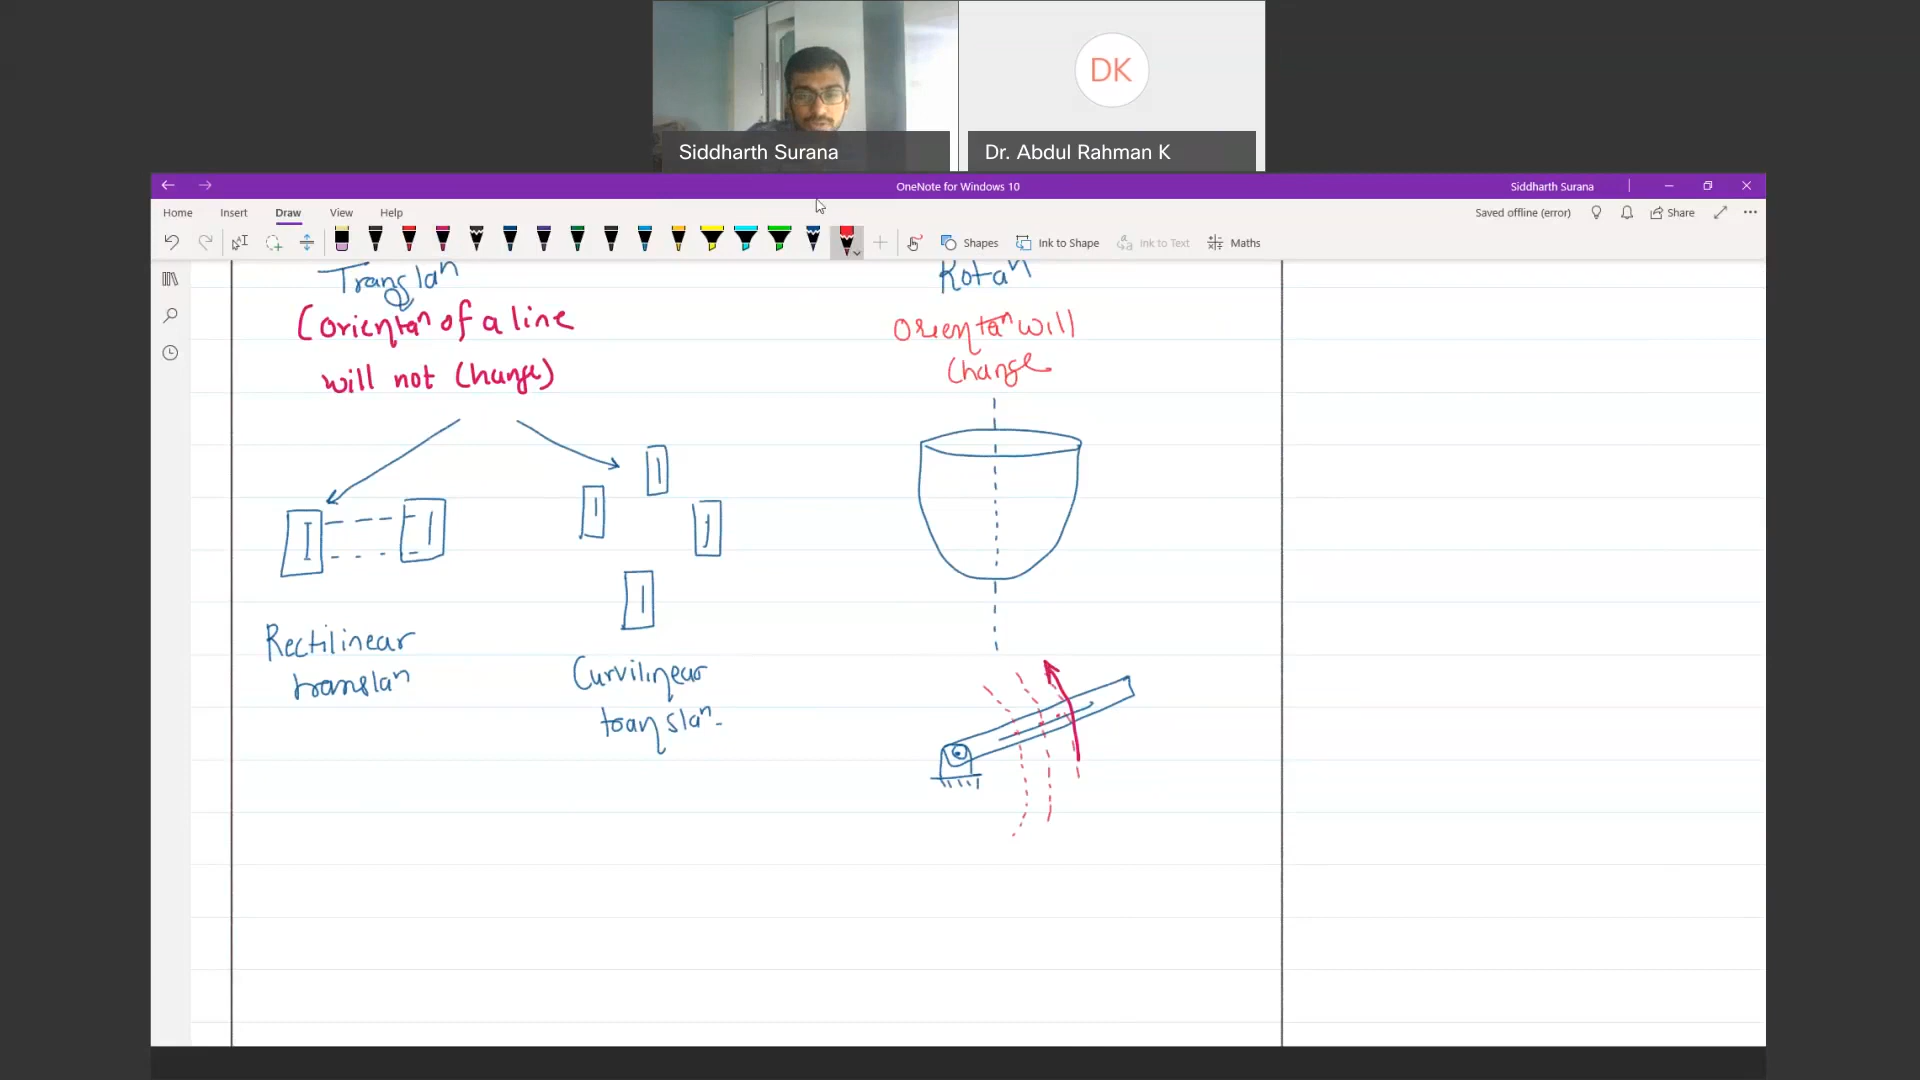 DK
Siddharth Surana
Dr. Abdul Rahman K
OneNote for Windows 10
Siddharth Surana
Home Insert Draw View Help
Saved offline (error)
Share
Shapes
Ink to Shape
Ink to Text
Maths
Translaⁿ
(orientaⁿ of a line
will not change)
Rotaⁿ
Orientaⁿ will
change
Rectilinear
translaⁿ
Curvilinear
translaⁿ.